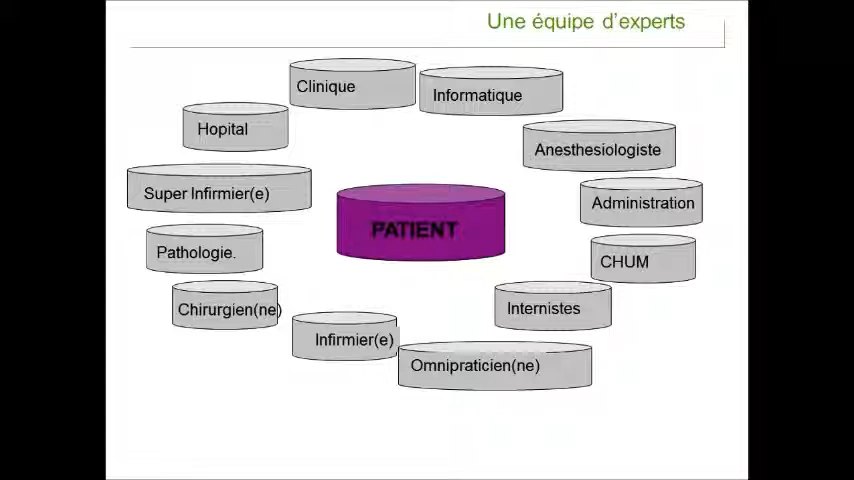 Une équipe d’experts
Clinique
Informatique
Hopital
Anesthesiologiste
Super Infirmier(e)
Administration
PATIENT
Pathologie.
CHUM
Chirurgien(ne)
Internistes
Infirmier(e)
Omnipraticien(ne)